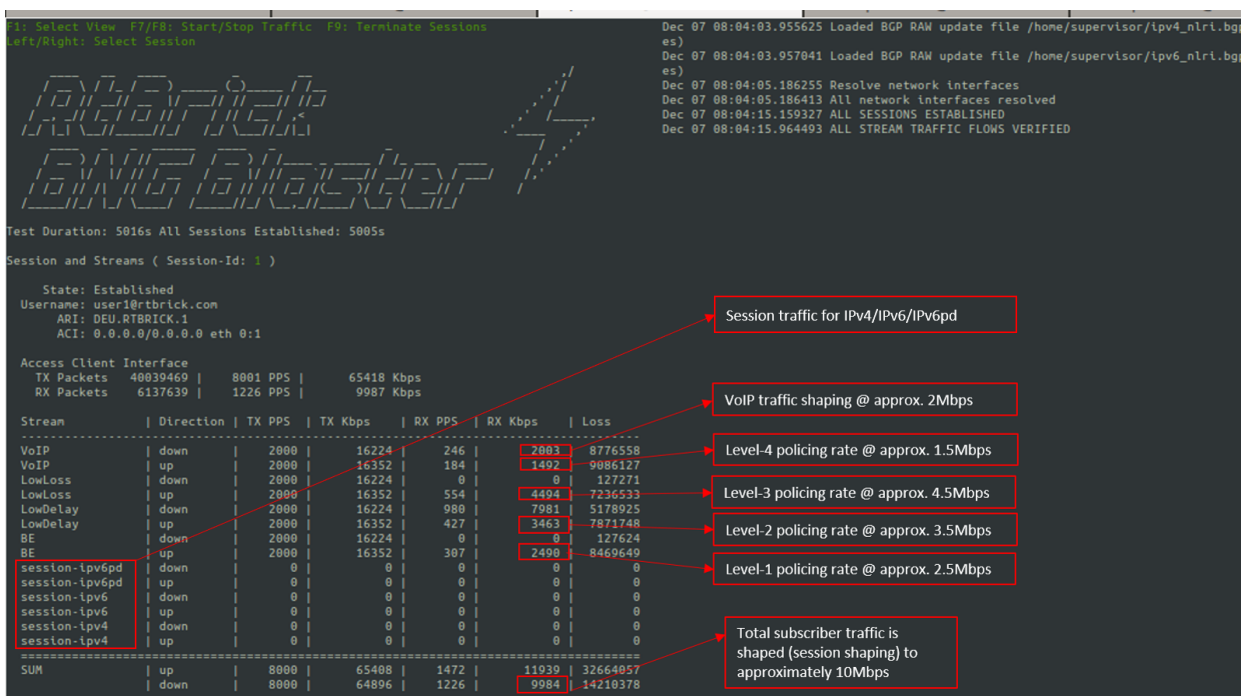 F1: Select View  F7/F8: Start/Stop Traffic  F9: Terminate Sessions
Left/Right: Select Session
RtBrick
BNG Blaster
Test Duration: 5016s All Sessions Established: 5005s
Session and Streams ( Session-Id: 1 )
State: Established
Username: user1@rtbrick.com
ARI: DEU.RTBRICK.1
ACI: 0.0.0.0/0.0.0.0 eth 0:1
Access Client Interface
TX Packets 40039469 | 8001 PPS | 65418 Kbps
RX Packets 6137639 | 1226 PPS | 9987 Kbps
Stream | Direction | TX PPS | TX Kbps | RX PPS | RX Kbps | Loss
VoIP | down | 2000 | 16224 | 246 | 2003 | 8776558
VoIP | up | 2000 | 16352 | 184 | 1492 | 9086127
LowLoss | down | 2000 | 16224 | 0 | 0 | 127271
LowLoss | up | 2000 | 16352 | 554 | 4494 | 7236533
LowDelay | down | 2000 | 16224 | 980 | 7981 | 5178925
LowDelay | up | 2000 | 16352 | 427 | 3463 | 7871748
BE | down | 2000 | 16224 | 0 | 0 | 127624
BE | up | 2000 | 16352 | 307 | 2490 | 8469649
session-ipv6pd | down | 0 | 0 | 0 | 0 | 0
session-ipv6pd | up | 0 | 0 | 0 | 0 | 0
session-ipv6 | down | 0 | 0 | 0 | 0 | 0
session-ipv6 | up | 0 | 0 | 0 | 0 | 0
session-ipv4 | down | 0 | 0 | 0 | 0 | 0
session-ipv4 | up | 0 | 0 | 0 | 0 | 0
SUM | up | 8000 | 65408 | 1472 | 11939 | 32664057
| down | 8000 | 64896 | 1226 | 9984 | 14210378
Dec 07 08:04:03.955625 Loaded BGP RAW update file /home/supervisor/ipv4_nlri.bgp
es)
Dec 07 08:04:03.957041 Loaded BGP RAW update file /home/supervisor/ipv6_nlri.bgp
es)
Dec 07 08:04:05.186255 Resolve network interfaces
Dec 07 08:04:05.186413 All network interfaces resolved
Dec 07 08:04:15.159327 ALL SESSIONS ESTABLISHED
Dec 07 08:04:15.964493 ALL STREAM TRAFFIC FLOWS VERIFIED
Session traffic for IPv4/IPv6/IPv6pd
VoIP traffic shaping @ approx. 2Mbps
Level-4 policing rate @ approx. 1.5Mbps
Level-3 policing rate @ approx. 4.5Mbps
Level-2 policing rate @ approx. 3.5Mbps
Level-1 policing rate @ approx. 2.5Mbps
Total subscriber traffic is
shaped (session shaping) to
approximately 10Mbps